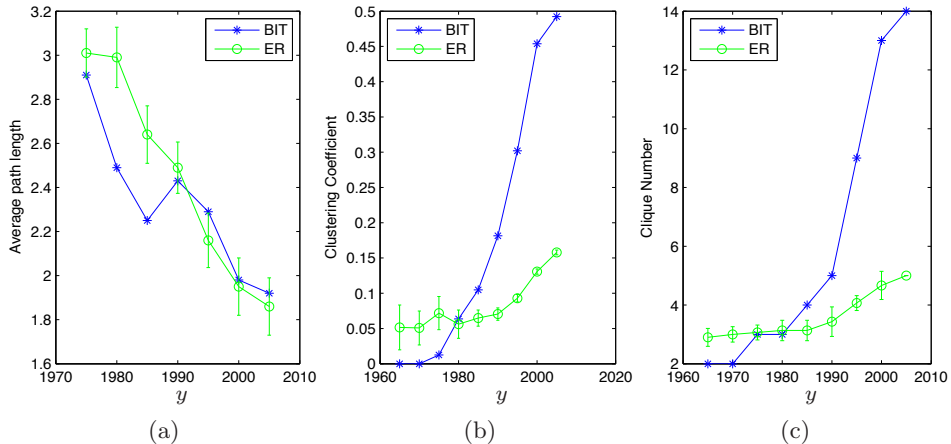 BIT
ER
3.2
3
2.8
2.6
2.4
2.2
2
1.8
1.6
Average path length
1970 1980 1990 2000 2010
y
(a)
BIT
ER
0.5
0.45
0.4
0.35
0.3
0.25
0.2
0.15
0.1
0.05
0
Clustering Coefficient
1960 1980 2000 2020
y
(b)
BIT
ER
14
12
10
8
6
4
2
Clique Number
1960 1970 1980 1990 2000 2010
y
(c)